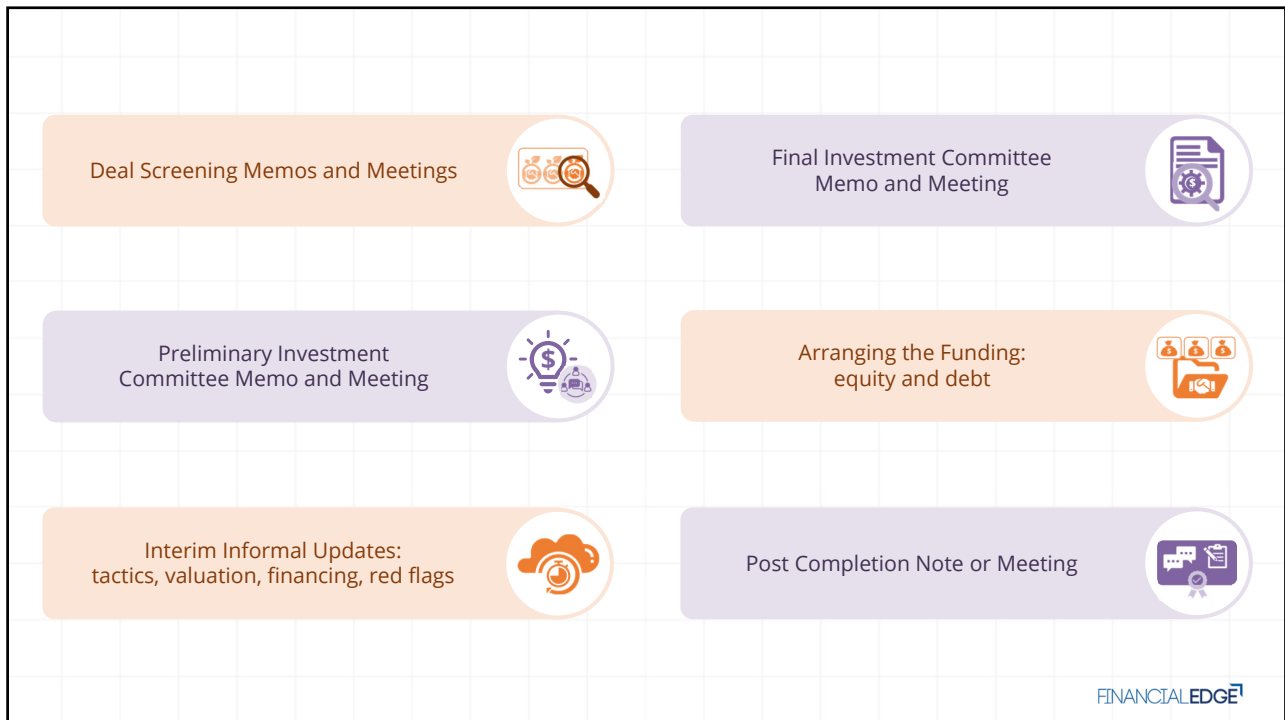 Deal Screening Memos and Meetings
Preliminary Investment
Committee Memo and Meeting
Interim Informal Updates:
tactics, valuation, financing, red flags
Final Investment Committee
Memo and Meeting
Arranging the Funding:
equity and debt
Post Completion Note or Meeting
FINANCIALEDGE